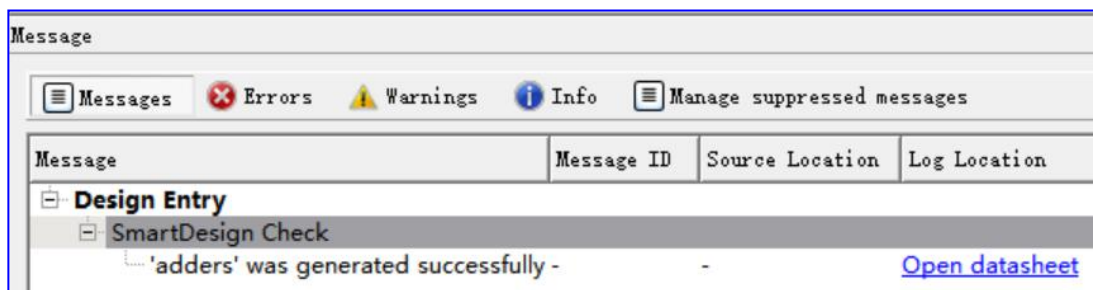 Message
Messages Errors Warnings Info Manage suppressed messages
Message Message ID Source Location Log Location
Design Entry
SmartDesign Check
'adders' was generated successfully - - Open datasheet